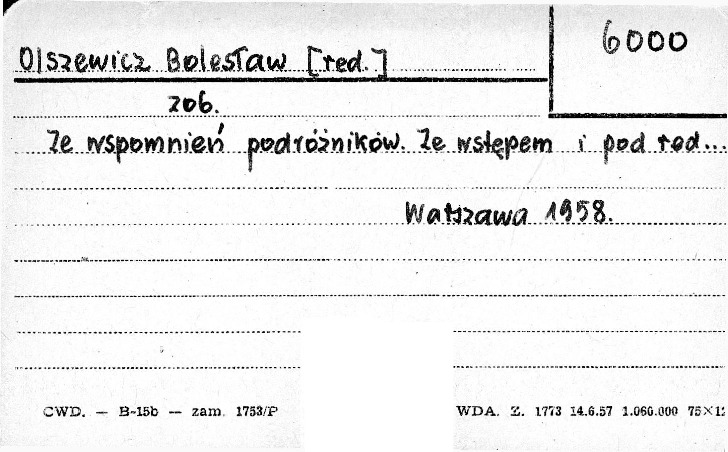 6000
Olszewicz Bolesław [red.]
zob.
Ze wspomnień podróżników. Ze wstępem i pod red...
Warszawa 1958.
CWD. — B-15b — zam. 1753/P
WDA. Z. 1773 14.6.57 1.060.000 75×12